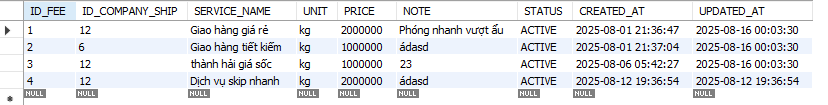 ID_FEE ID_COMPANY_SHIP SERVICE_NAME UNIT PRICE NOTE STATUS CREATED_AT UPDATED_AT
1 12 Giao hàng giá rẻ kg 2000000 Phóng nhanh vượt ẩu ACTIVE 2025-08-01 21:36:47 2025-08-16 00:03:30
2 6 Giao hàng tiết kiếm kg 1000000 ádasd ACTIVE 2025-08-01 21:37:04 2025-08-16 00:03:30
3 12 thành hải giá sốc kg 1000000 23 ACTIVE 2025-08-06 05:42:27 2025-08-16 00:03:30
4 12 Dịch vụ skip nhanh kg 2000000 ádasd ACTIVE 2025-08-12 19:36:54 2025-08-12 19:36:54
NULL NULL NULL NULL NULL NULL NULL NULL NULL